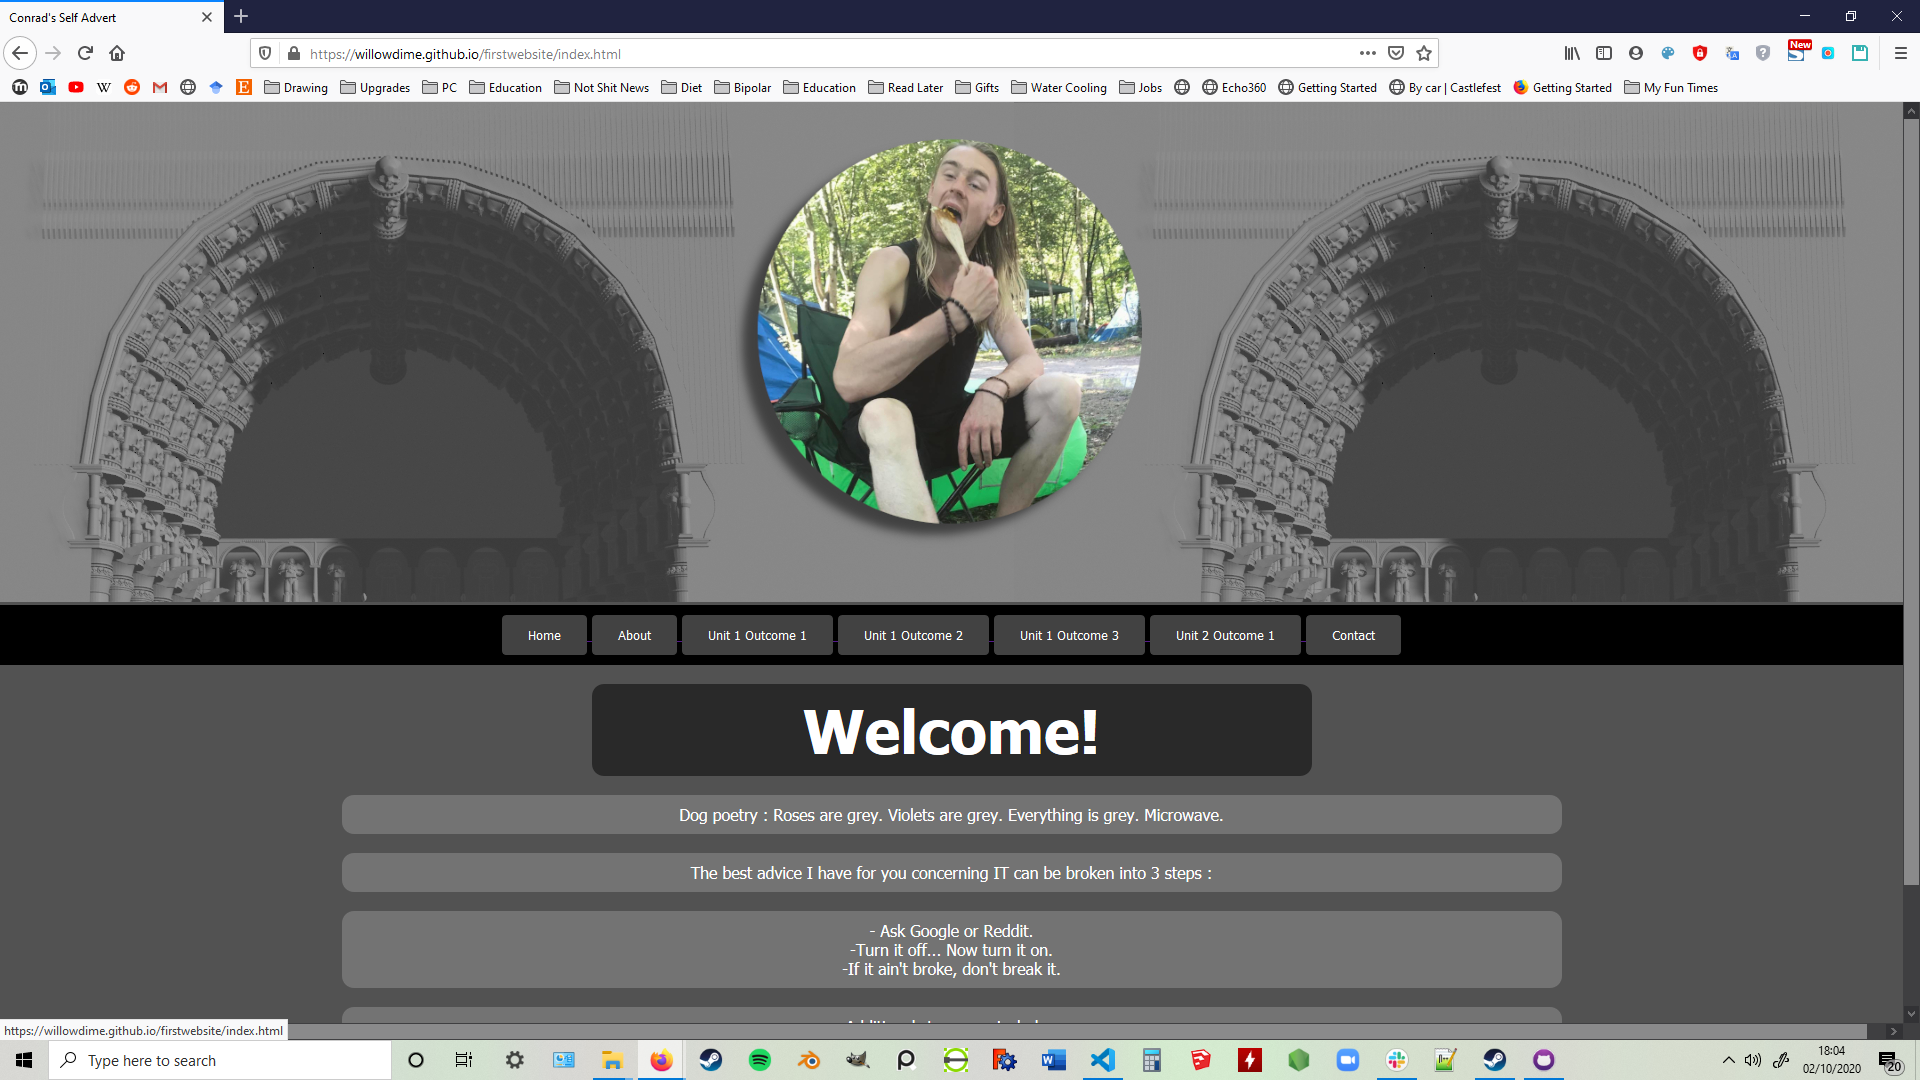 Conrad's Self Advert
https://willowdime.github.io/firstwebsite/index.html
New
Drawing
Upgrades
PC
Education
Not Shit News
Diet
Bipolar
Education
Read Later
Gifts
Water Cooling
Jobs
Echo360
Getting Started
By car | Castlefest
Getting Started
My Fun Times
Home
About
Unit 1 Outcome 1
Unit 1 Outcome 2
Unit 1 Outcome 3
Unit 2 Outcome 1
Contact
Welcome!
Dog poetry : Roses are grey. Violets are grey. Everything is grey. Microwave.
The best advice I have for you concerning IT can be broken into 3 steps :
- Ask Google or Reddit.
-Turn it off... Now turn it on.
-If it ain't broke, don't break it.
https://willowdime.github.io/firstwebsite/index.html
Type here to search
18:04
02/10/2020
20